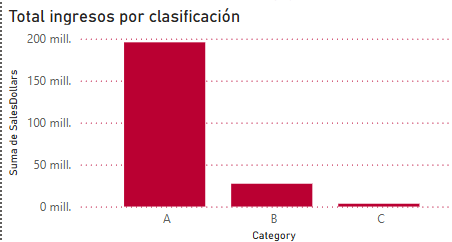 Total ingresos por clasificación
Suma de SalesDollars
200 mill.
150 mill.
100 mill.
50 mill.
0 mill.
A B C
Category